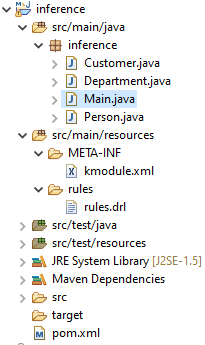 inference
src/main/java
inference
Customer.java
Department.java
Main.java
Person.java
src/main/resources
META-INF
kmodule.xml
rules
rules.drl
src/test/java
src/test/resources
JRE System Library [J2SE-1.5]
Maven Dependencies
src
target
pom.xml